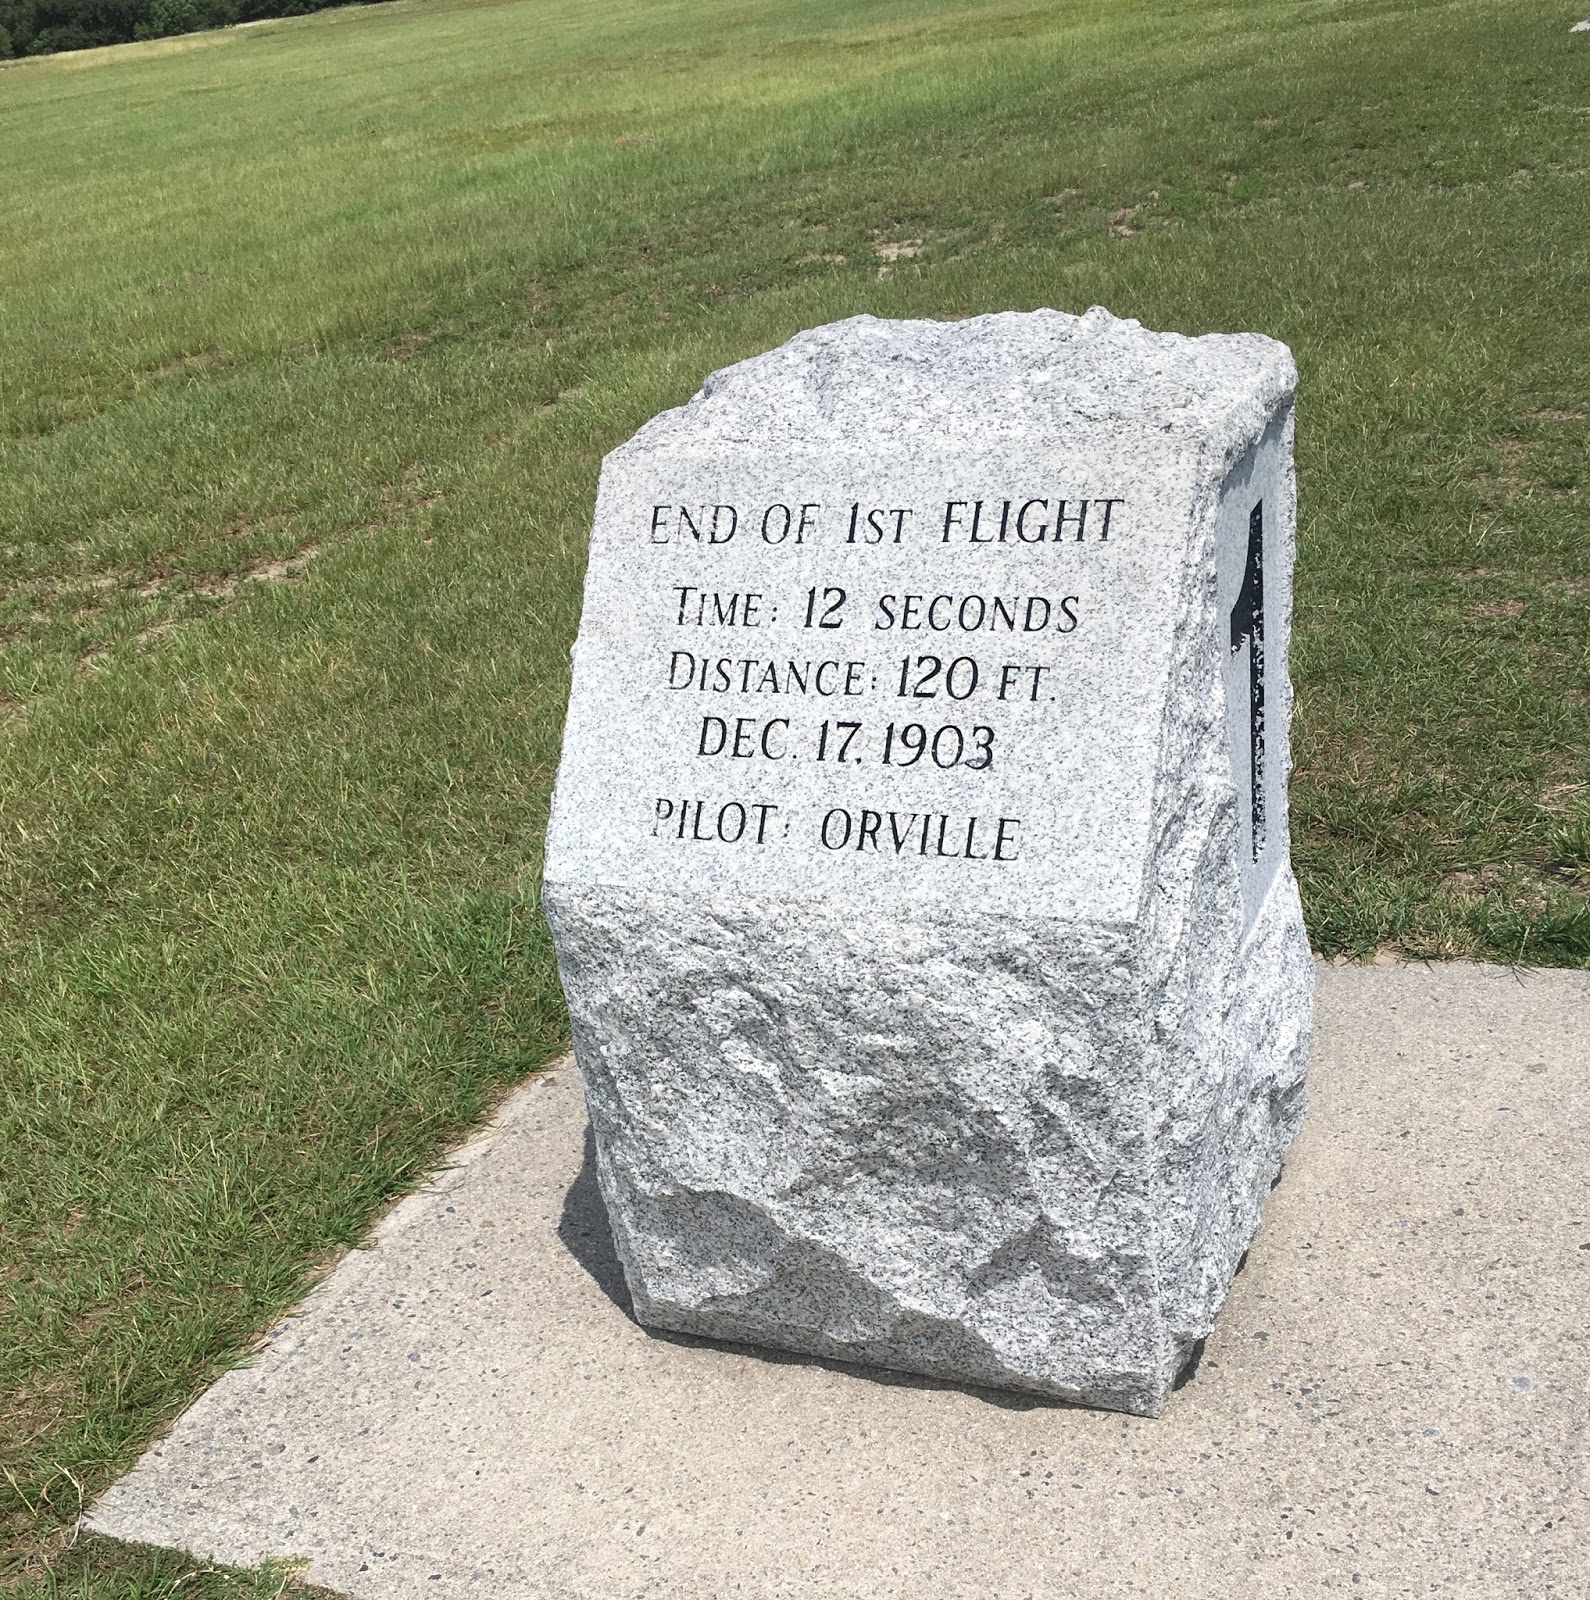 END OF 1ST FLIGHT
TIME: 12 SECONDS
DISTANCE: 120 FT.
DEC. 17, 1903
PILOT: ORVILLE
1